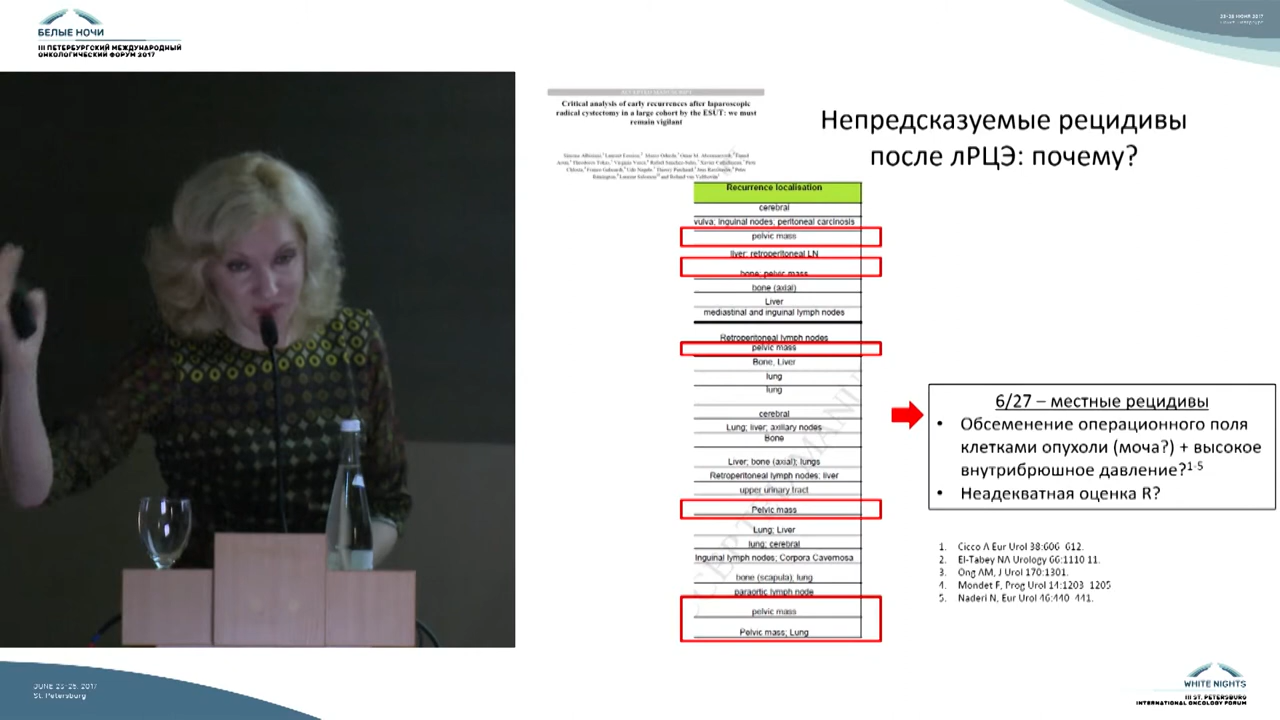 БЕЛЫЕ НОЧИ
III ПЕТЕРБУРГСКИЙ МЕЖДУНАРОДНЫЙ
ОНКОЛОГИЧЕСКИЙ ФОРУМ 2017
ACCEPTED MANUSCRIPT
Critical analysis of early recurrences after laparoscopic
radical cystectomy in a large cohort by the ESUT: we must
remain vigilant
Непредсказуемые рецидивы
после лРЦЭ: почему?
Recurrence localisation
cerebral
vulva; inguinal nodes; peritoneal carcinosis
pelvic mass
liver; retroperitoneal LN
bone; pelvic mass
bone (axial)
Liver
mediastinal and inguinal lymph nodes
Retroperitoneal lymph nodes
pelvic mass
Bone, Liver
lung
lung
cerebral
Lung; liver; axillary nodes
Bone
Liver; bone (axial); lungs
Retroperitoneal lymph nodes; liver
upper urinary tract
Pelvic mass
Lung; Liver
lung; cerebral
Inguinal lymph nodes; Corpora Cavernosa
bone (scapula); lung
paraortic lymph node
pelvic mass
Pelvic mass; Lung
6/27 – местные рецидивы
• Обсеменение операционного поля
клетками опухоли (моча?) + высокое
внутрибрюшное давление?1-5
• Неадекватная оценка R?
1. Cicco A Eur Urol 38:606 612.
2. El-Tabey NA Urology 66:1110 11.
3. Ong AM, J Urol 170:1301.
4. Mondet F, Prog Urol 14:1203 1205
5. Naderi N, Eur Urol 46:440 441.
JUNE 23-25, 2017
St. Petersburg
WHITE NIGHTS
III ST. PETERSBURG
INTERNATIONAL ONCOLOGY FORUM